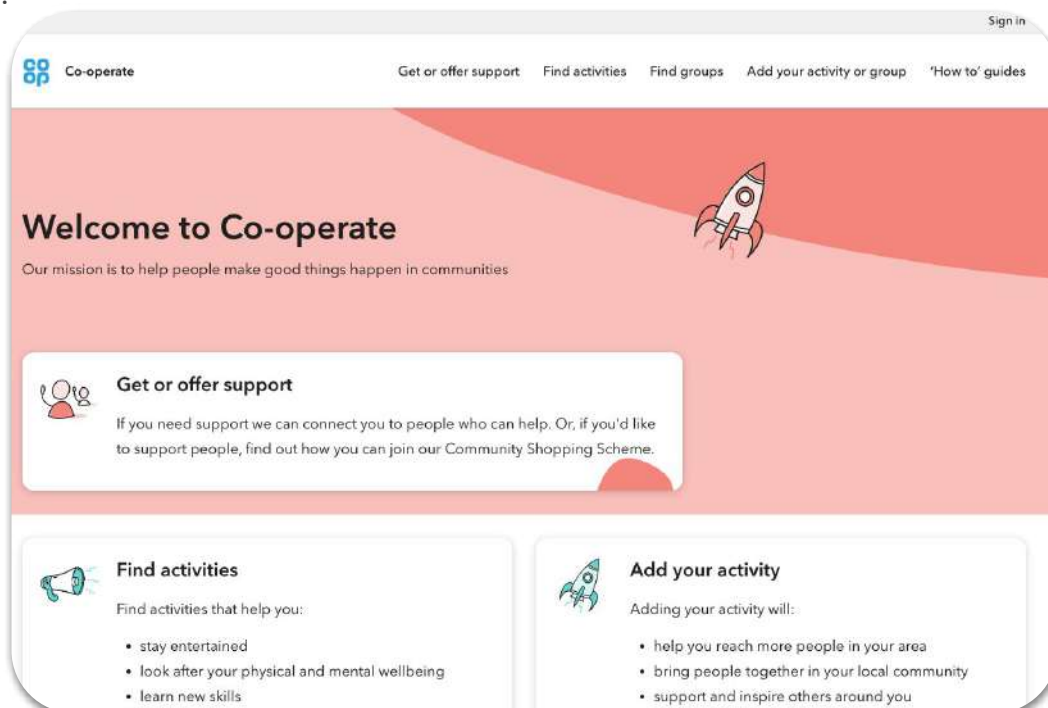 Sign in
co
op
Co-operate
Get or offer support
Find activities
Find groups
Add your activity or group
'How to' guides
Welcome to Co-operate
Our mission is to help people make good things happen in communities
Get or offer support
If you need support we can connect you to people who can help. Or, if you'd like
to support people, find out how you can join our Community Shopping Scheme.
Find activities
Find activities that help you:
• stay entertained
• look after your physical and mental wellbeing
• learn new skills
Add your activity
Adding your activity will:
• help you reach more people in your area
• bring people together in your local community
• support and inspire others around you